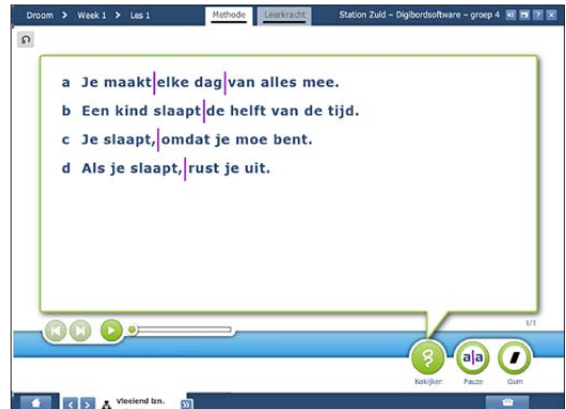 Droom > Week 1 > Les 1
Methode
Leerkracht
Station Zuid – Digibordsoftware – groep 4
a Je maakt|elke dag|van alles mee.
b Een kind slaapt|de helft van de tijd.
c Je slaapt,|omdat je moe bent.
d Als je slaapt,|rust je uit.
1/1
a|a
Nakijken
Pauze
Gum
Vloeiend lzn.